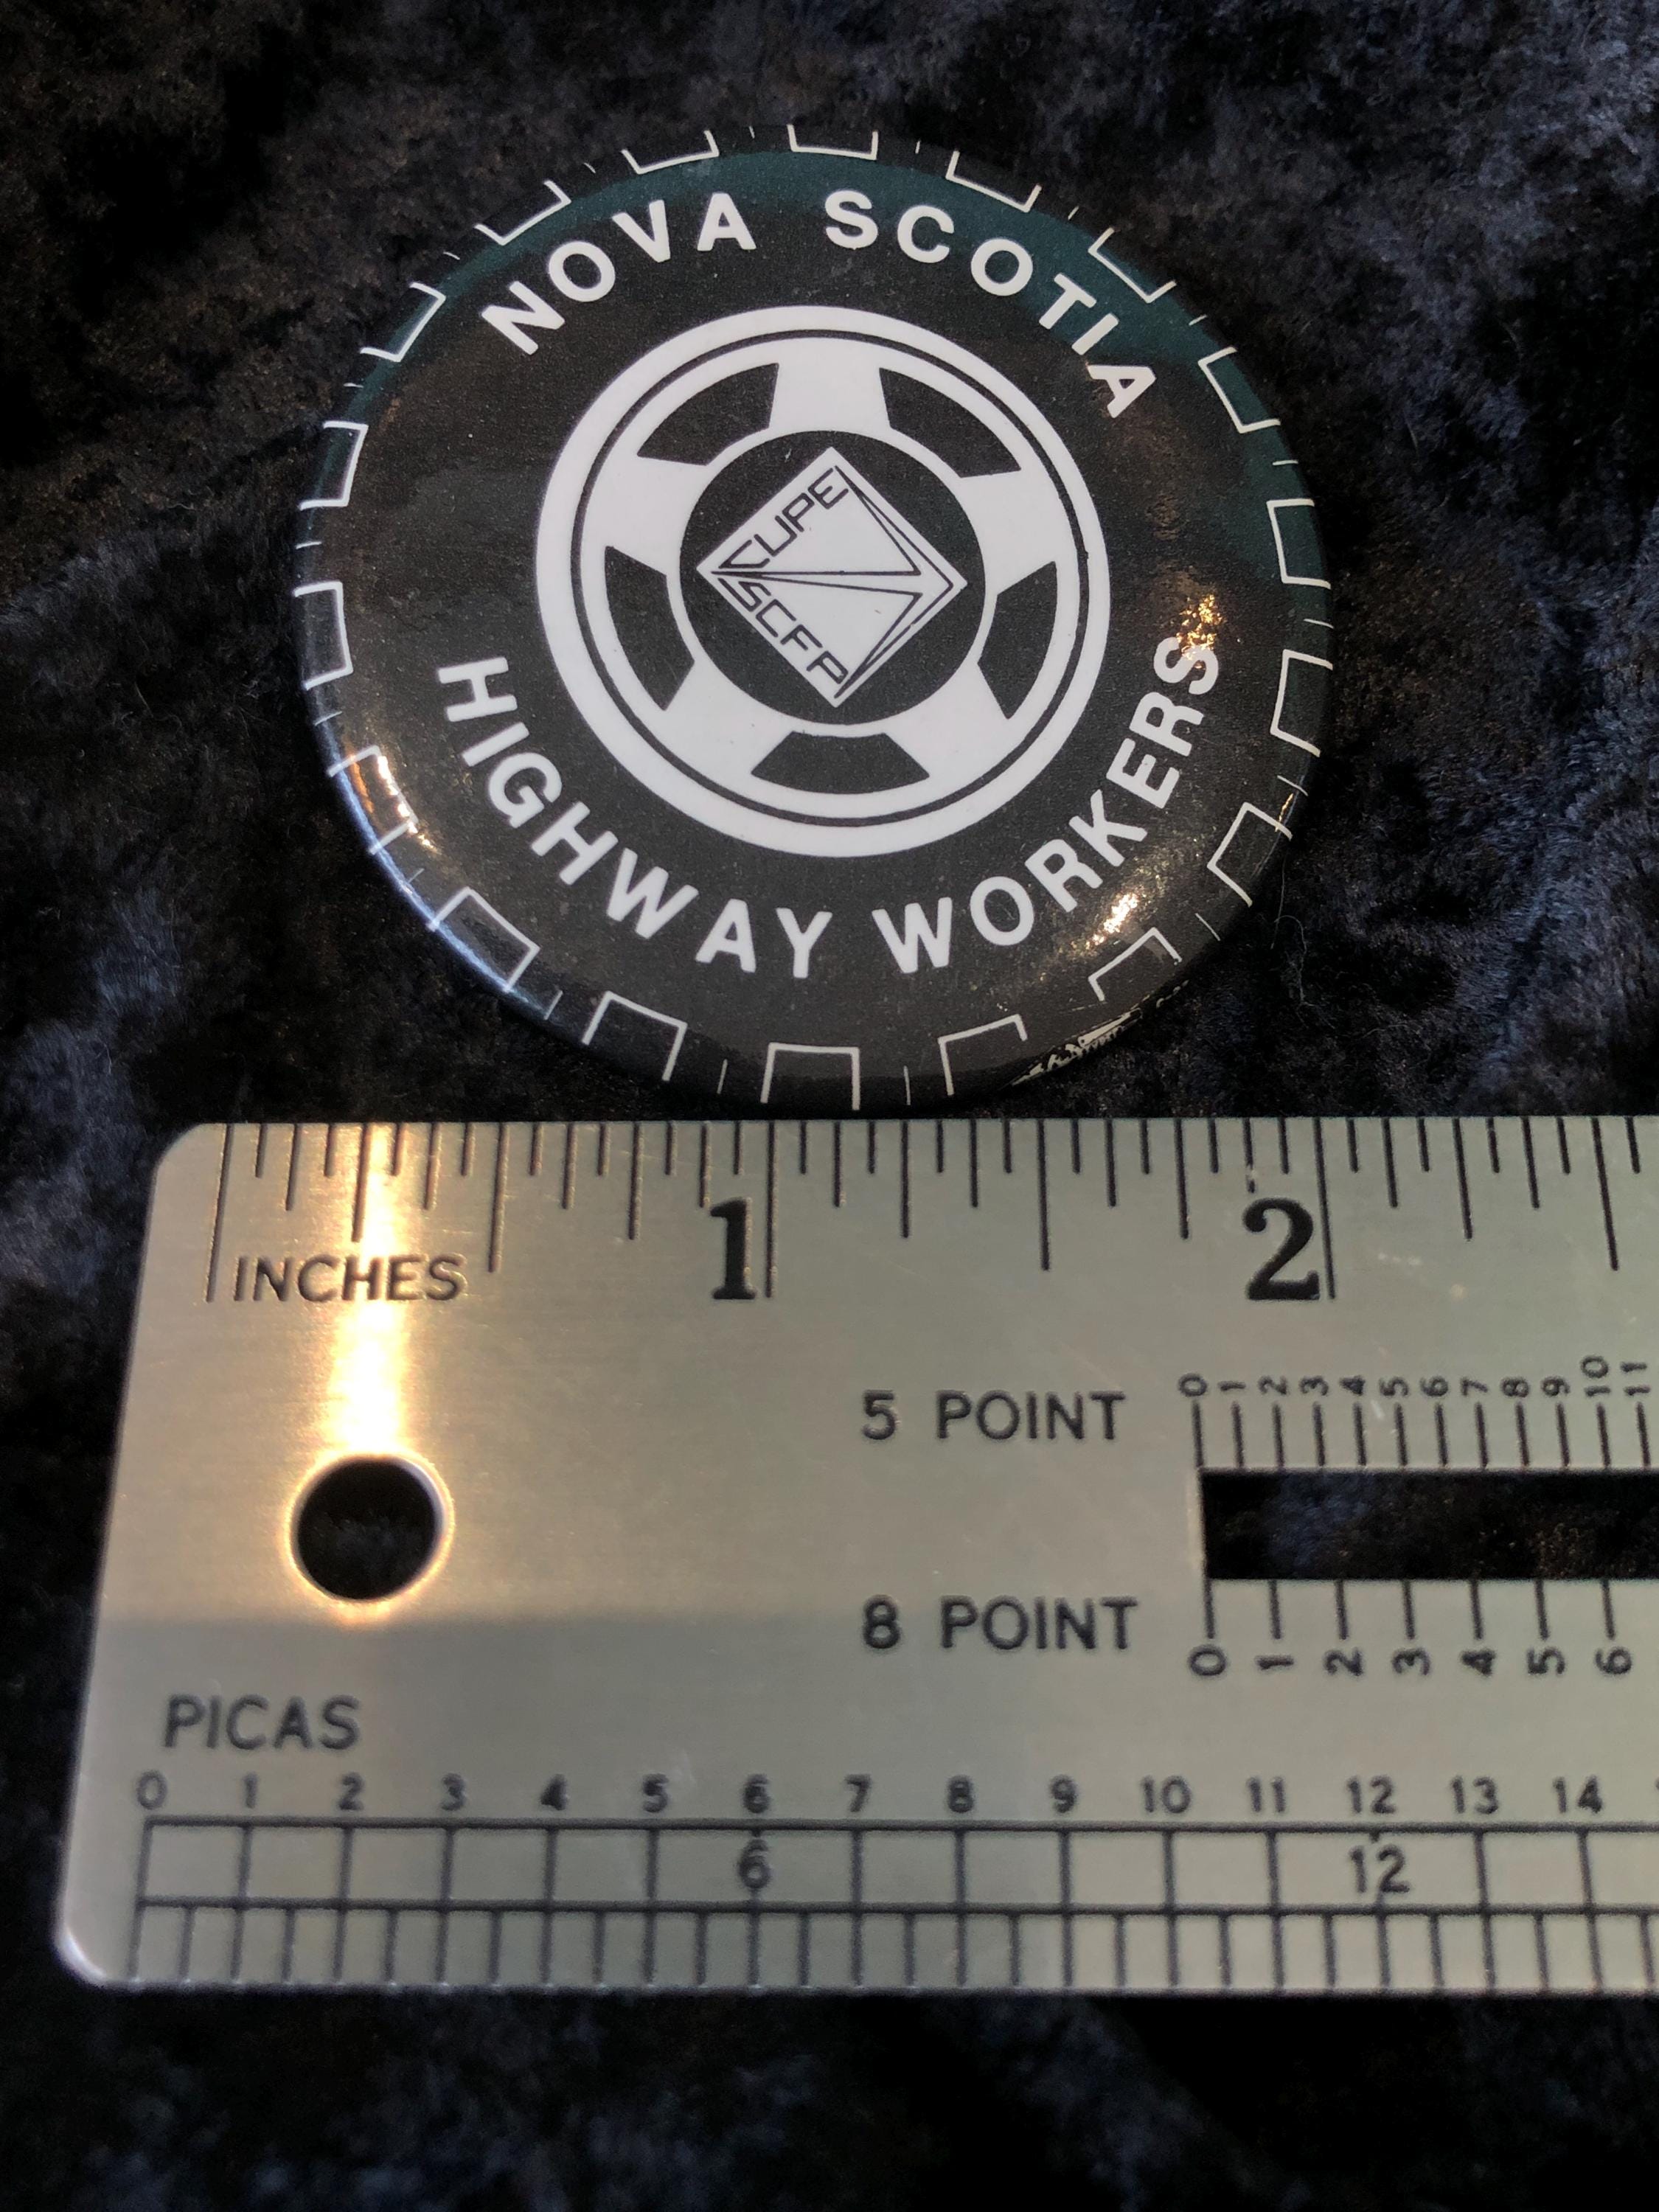 NOVA SCOTIA
CUPE
SCFP
HIGHWAY WORKERS
1 2
INCHES
0 1 2 3 4 5 6 7 8 9 10 11
5 POINT
8 POINT
0 1 2 3 4 5 6
PICAS
0 1 2 3 4 5 6 7 8 9 10 11 12 13 14
6 12